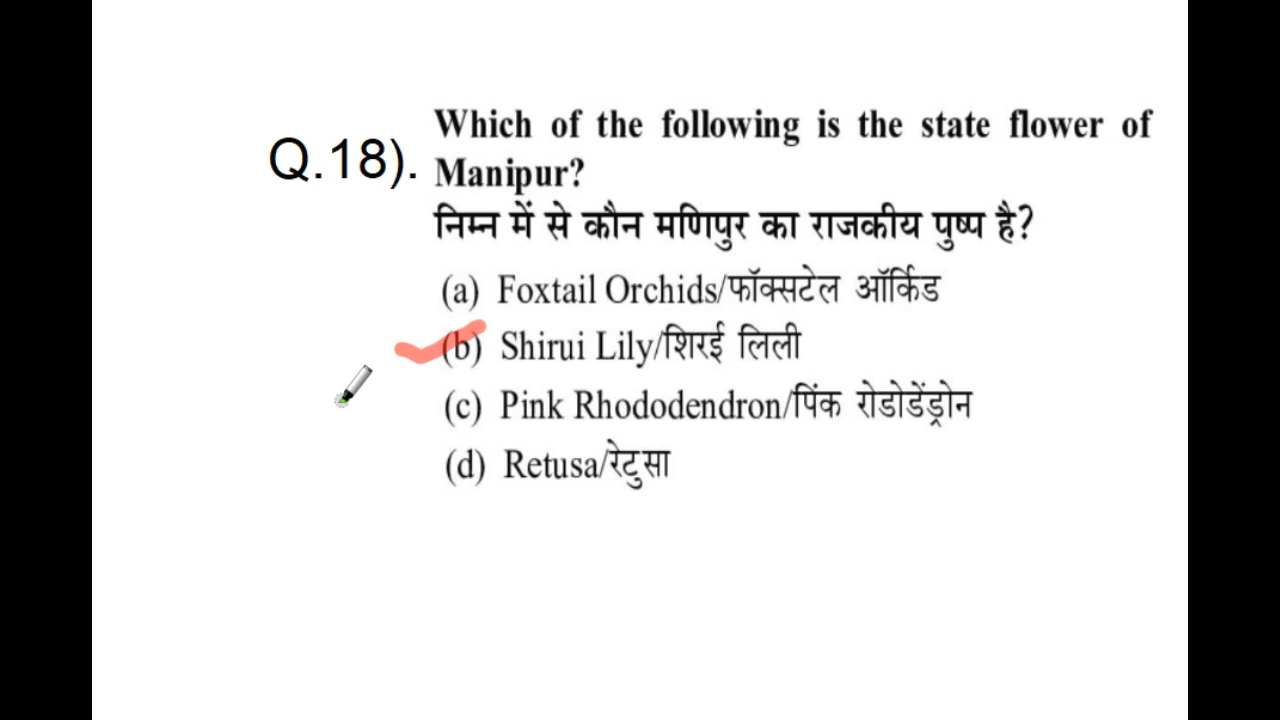 Q.18). Which of the following is the state flower of
Manipur?
निम्न में से कौन मणिपुर का राजकीय पुष्प है?
(a) Foxtail Orchids/फॉक्सटेल ऑर्किड
(b) Shirui Lily/शिरई लिली
(c) Pink Rhododendron/पिंक रोडोडेंड्रोन
(d) Retusa/रेटुसा